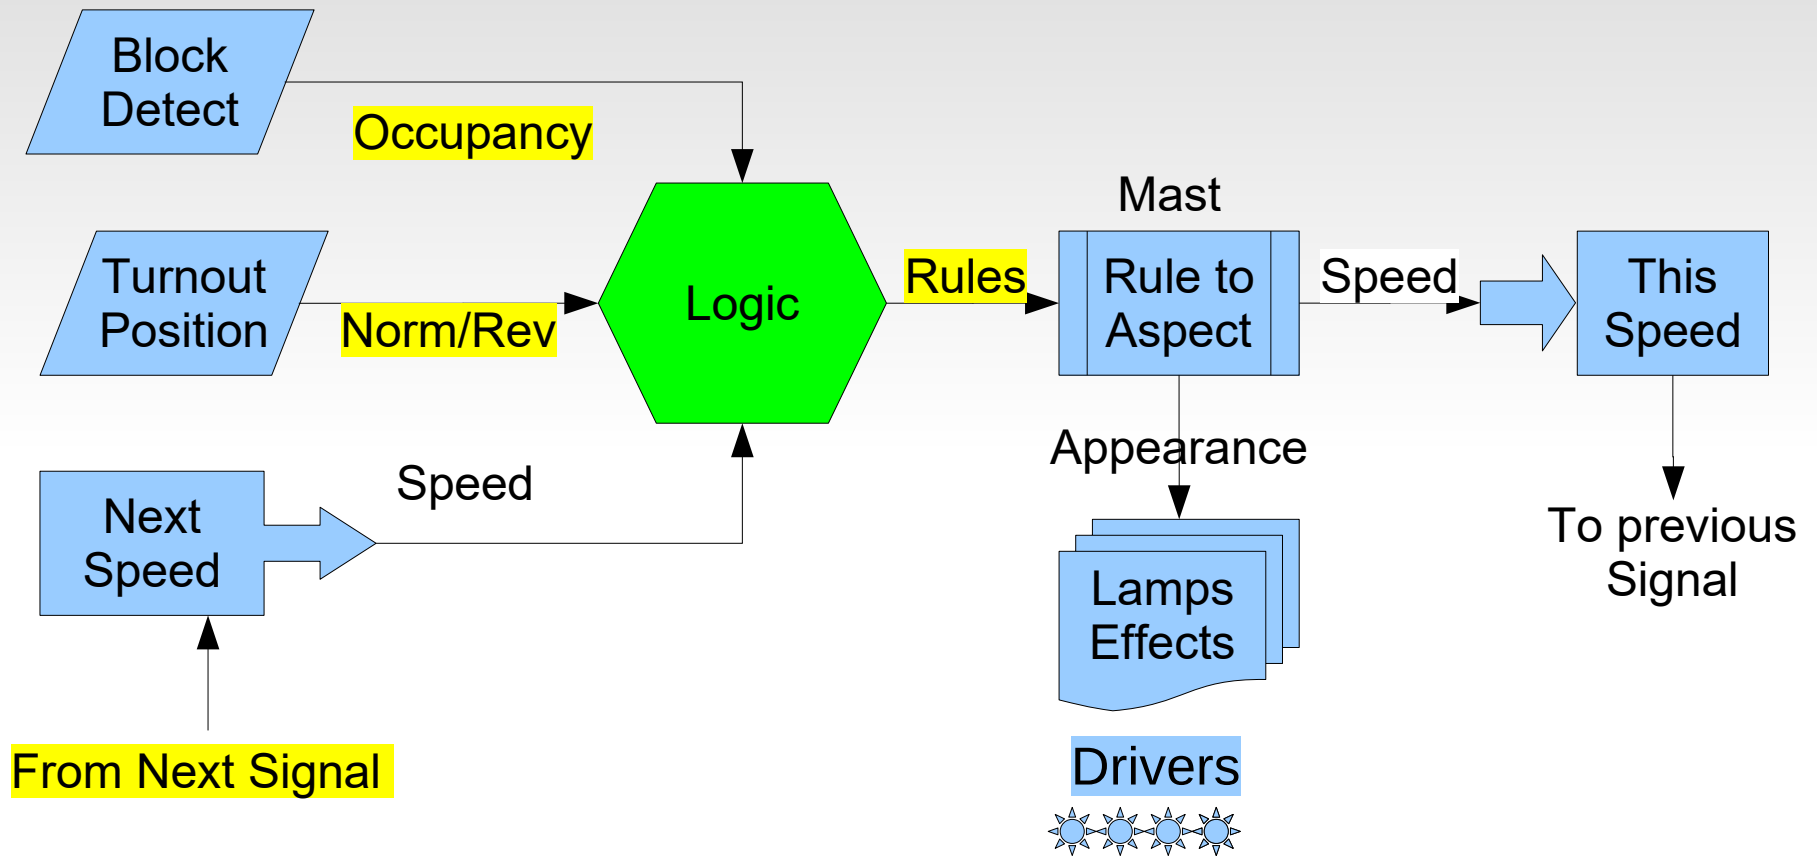 Block
Detect
Occupancy
Turnout
Position
Norm/Rev
Logic
Rules
Mast
Rule to
Aspect
Speed
This
Speed
Next
Speed
Speed
Appearance
Lamps
Effects
To previous
Signal
From Next Signal
Drivers